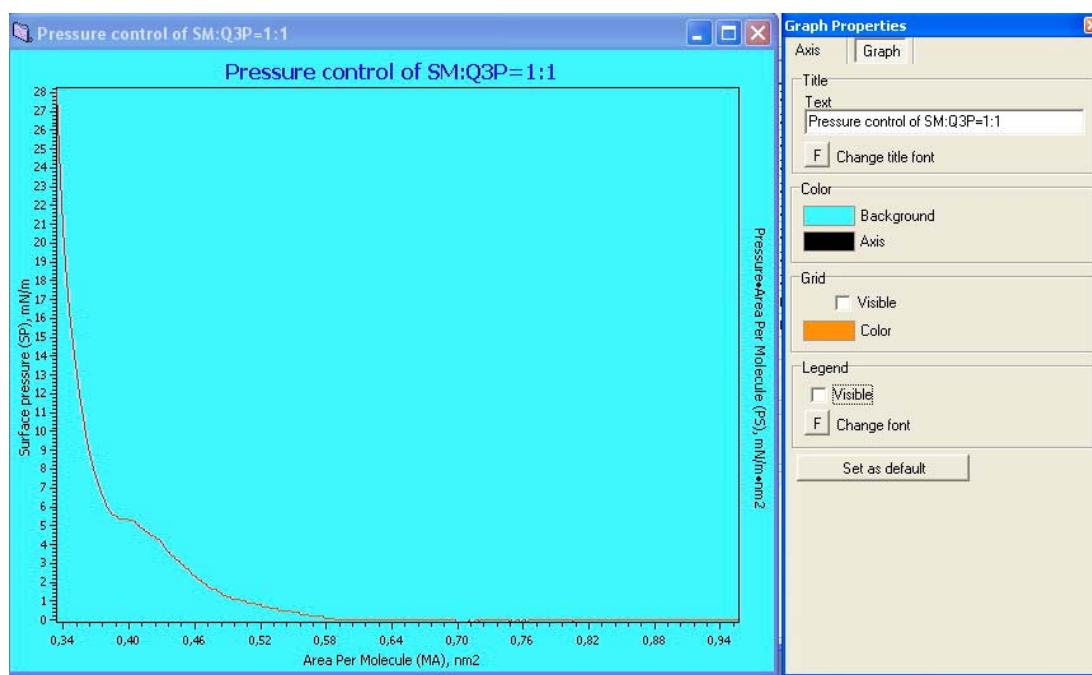 Pressure control of SM:Q3P=1:1
Pressure control of SM:Q3P=1:1
28
27
26
25
24
23
22
21
20
19
18
17
16
15
14
13
12
11
10
9
8
7
6
5
4
3
2
1
0
Surface pressure (SP), mN/m
Pressure•Area Per Molecule (PS), mN/m•nm2
0,34 0,40 0,46 0,52 0,58 0,64 0,70 0,76 0,82 0,88 0,94
Area Per Molecule (MA), nm2
Graph Properties
Axis Graph
Title
Text
Pressure control of SM:Q3P=1:1
F Change title font
Color
Background
Axis
Grid
Visible
Color
Legend
Visible
F Change font
Set as default